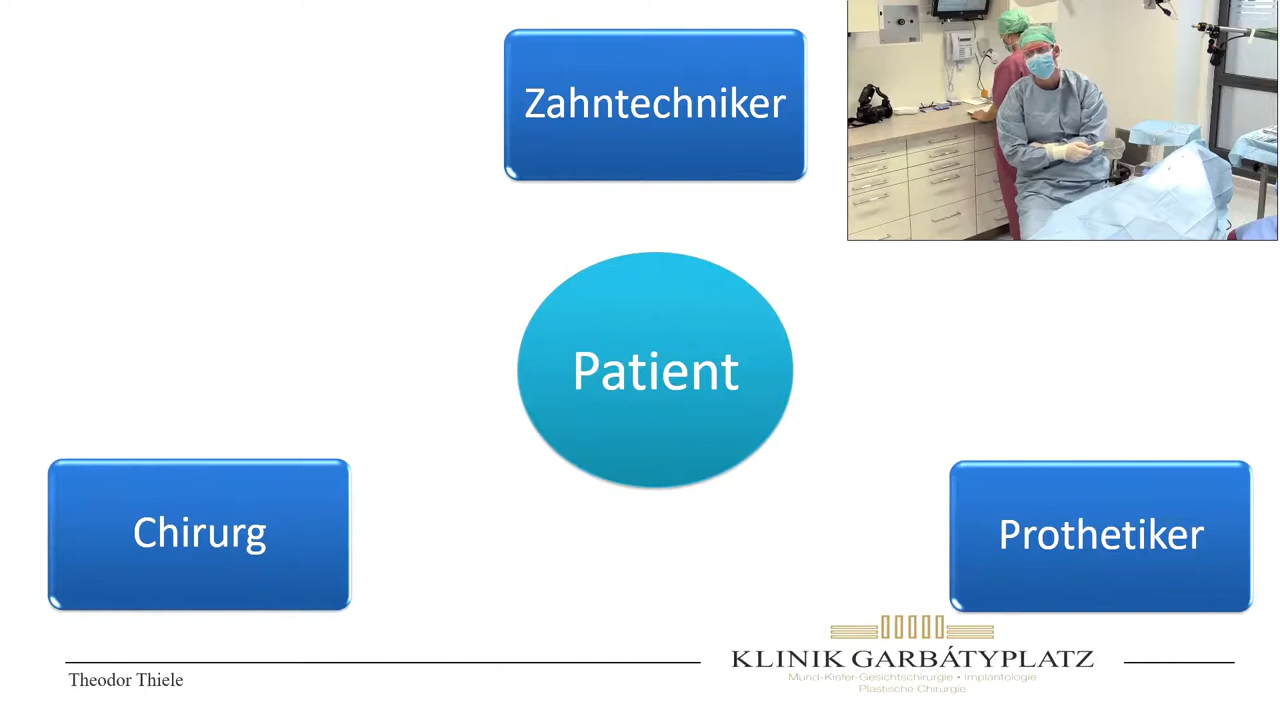 Zahntechniker
Patient
Chirurg
Prothetiker
KLINIK GARBÁTYPLATZ
Mund-Kiefer-Gesichtschirurgie • Implantologie
Plastische Chirurgie
Theodor Thiele